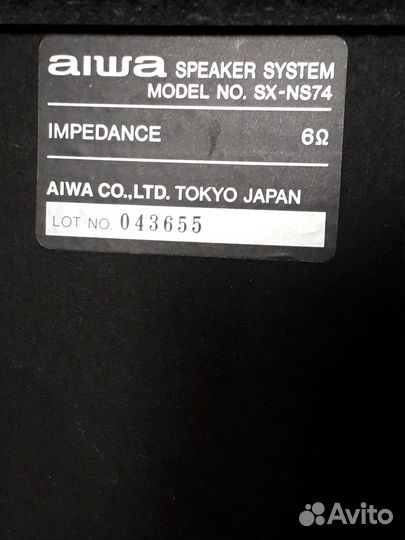 aiwa SPEAKER SYSTEM
MODEL NO. SX-NS74
IMPEDANCE 6Ω
AIWA CO.,LTD. TOKYO JAPAN
LOT NO. 043655
Avito